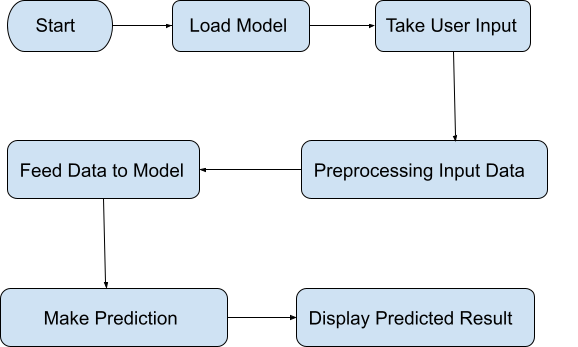 Start
Load Model
Take User Input
Preprocessing Input Data
Feed Data to Model
Make Prediction
Display Predicted Result